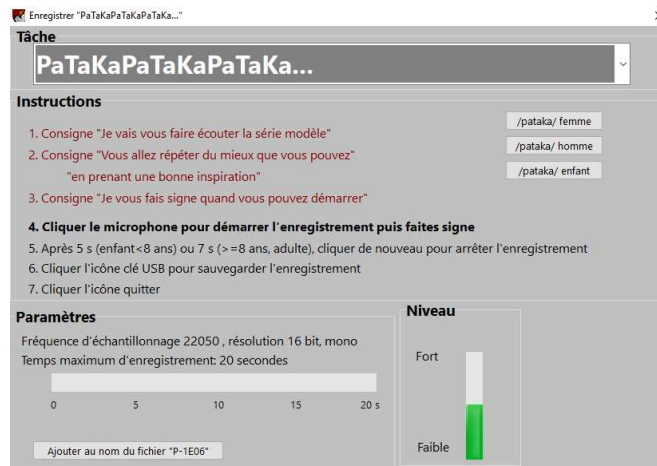 Enregistrer "PaTaKaPaTaKaPaTaKa..."
Tâche
PaTaKaPaTaKaPaTaKa...
Instructions
/pataka/ femme
1. Consigne "Je vais vous faire écouter la série modèle"
/pataka/ homme
2. Consigne "Vous allez répéter du mieux que vous pouvez"
/pataka/ enfant
"en prenant une bonne inspiration"
3. Consigne "Je vous fais signe quand vous pouvez démarrer"
4. Cliquer le microphone pour démarrer l'enregistrement puis faites signe
5. Après 5 s (enfant<8 ans) ou 7 s (>=8 ans, adulte), cliquer de nouveau pour arrêter l'enregistrement
6. Cliquer l'icône clé USB pour sauvegarder l'enregistrement
7. Cliquer l'icône quitter
Paramètres
Fréquence d'échantillonnage 22050 , résolution 16 bit, mono
Temps maximum d'enregistrement: 20 secondes
0 5 10 15 20 s
Ajouter au nom du fichier "P-1E06"
Niveau
Fort
Faible